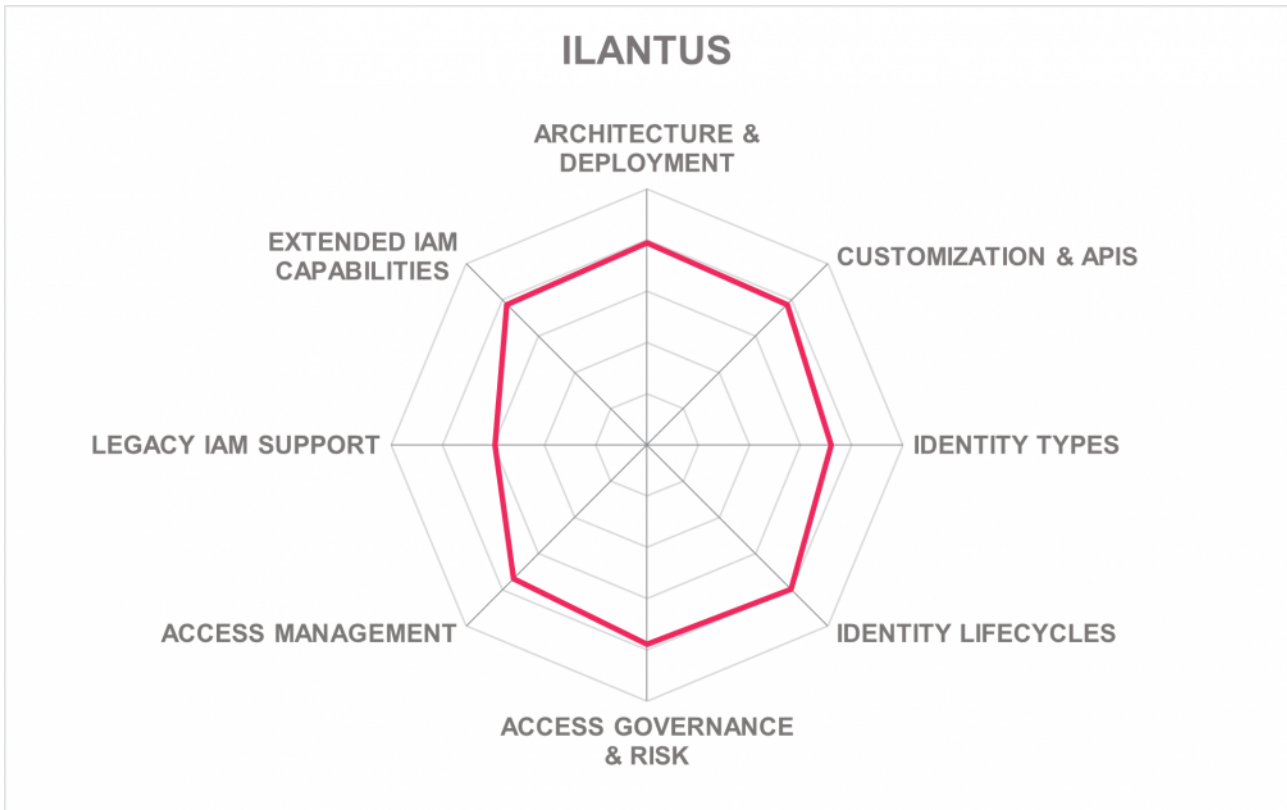 ILANTUS
ARCHITECTURE &
DEPLOYMENT
EXTENDED IAM
CAPABILITIES
CUSTOMIZATION & APIS
LEGACY IAM SUPPORT
IDENTITY TYPES
ACCESS MANAGEMENT
IDENTITY LIFECYCLES
ACCESS GOVERNANCE
& RISK